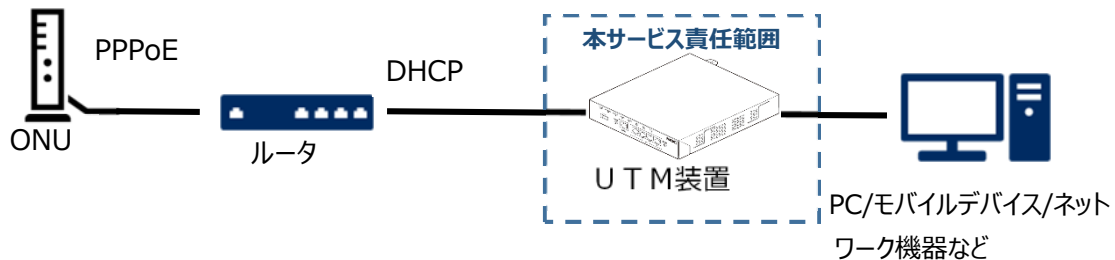 PPPoE
ONU
ルータ
DHCP
本サービス責任範囲
ＵＴＭ装置
PC/モバイルデバイス/ネット
ワーク機器など